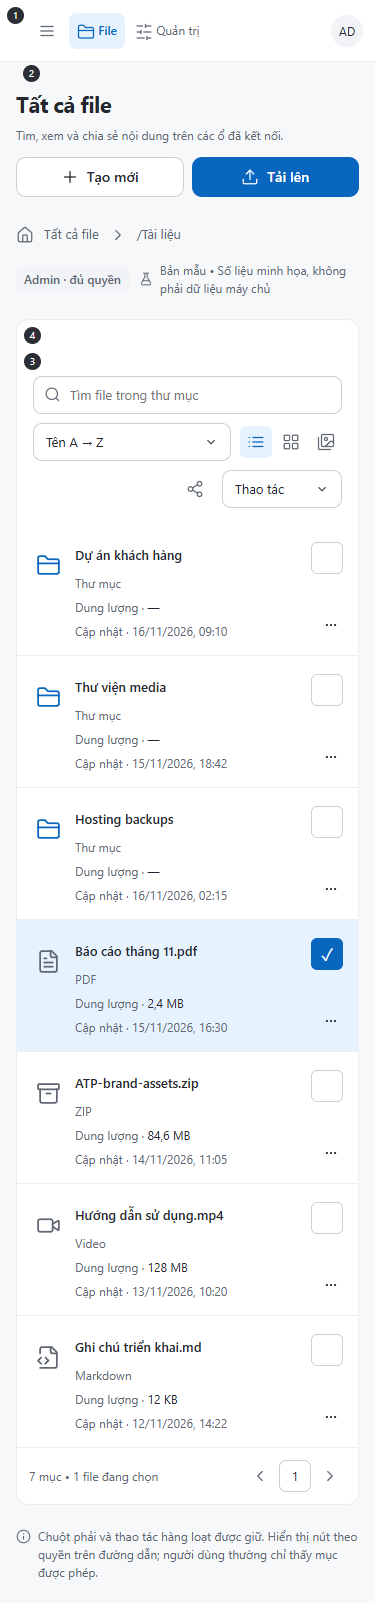 1
File
Quản trị
AD
2
Tất cả file
Tìm, xem và chia sẻ nội dung trên các ổ đã kết nối.
Tạo mới
Tải lên
Tất cả file
/Tài liệu
Admin · đủ quyền
Bản mẫu • Số liệu minh họa, không
phải dữ liệu máy chủ
4
3
Tìm file trong thư mục
Tên A → Z
Thao tác
Dự án khách hàng
Thư mục
Dung lượng · —
Cập nhật · 16/11/2026, 09:10
Thư viện media
Thư mục
Dung lượng · —
Cập nhật · 15/11/2026, 18:42
Hosting backups
Thư mục
Dung lượng · —
Cập nhật · 16/11/2026, 02:15
Báo cáo tháng 11.pdf
PDF
Dung lượng · 2,4 MB
Cập nhật · 15/11/2026, 16:30
ATP-brand-assets.zip
ZIP
Dung lượng · 84,6 MB
Cập nhật · 14/11/2026, 11:05
Hướng dẫn sử dụng.mp4
Video
Dung lượng · 128 MB
Cập nhật · 13/11/2026, 10:20
Ghi chú triển khai.md
Markdown
Dung lượng · 12 KB
Cập nhật · 12/11/2026, 14:22
7 mục • 1 file đang chọn
1
Chuột phải và thao tác hàng loạt được giữ. Hiển thị nút theo
quyền trên đường dẫn; người dùng thường chỉ thấy mục
được phép.